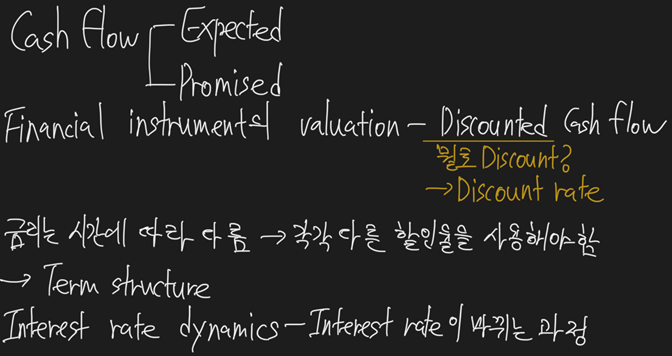 Cash flow - Expected
- Promised
Financial instrument의 valuation - Discounted Cash flow
뭘로 Discount?
→ Discount rate
금리는 시간에 따라 다름 → 각각 다른 할인율을 사용해야함
→ Term structure
Interest rate dynamics - Interest rate이 바뀌는 과정